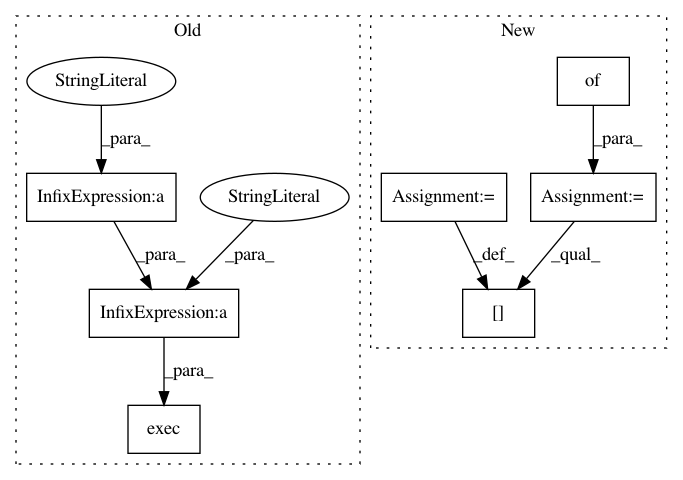 Old
New
StringLiteral
of
_para_
_para_
InfixExpression:a
StringLiteral
Assignment:=
Assignment:=
_para_
_para_
_def_
_qual_
InfixExpression:a
[]
_para_
exec